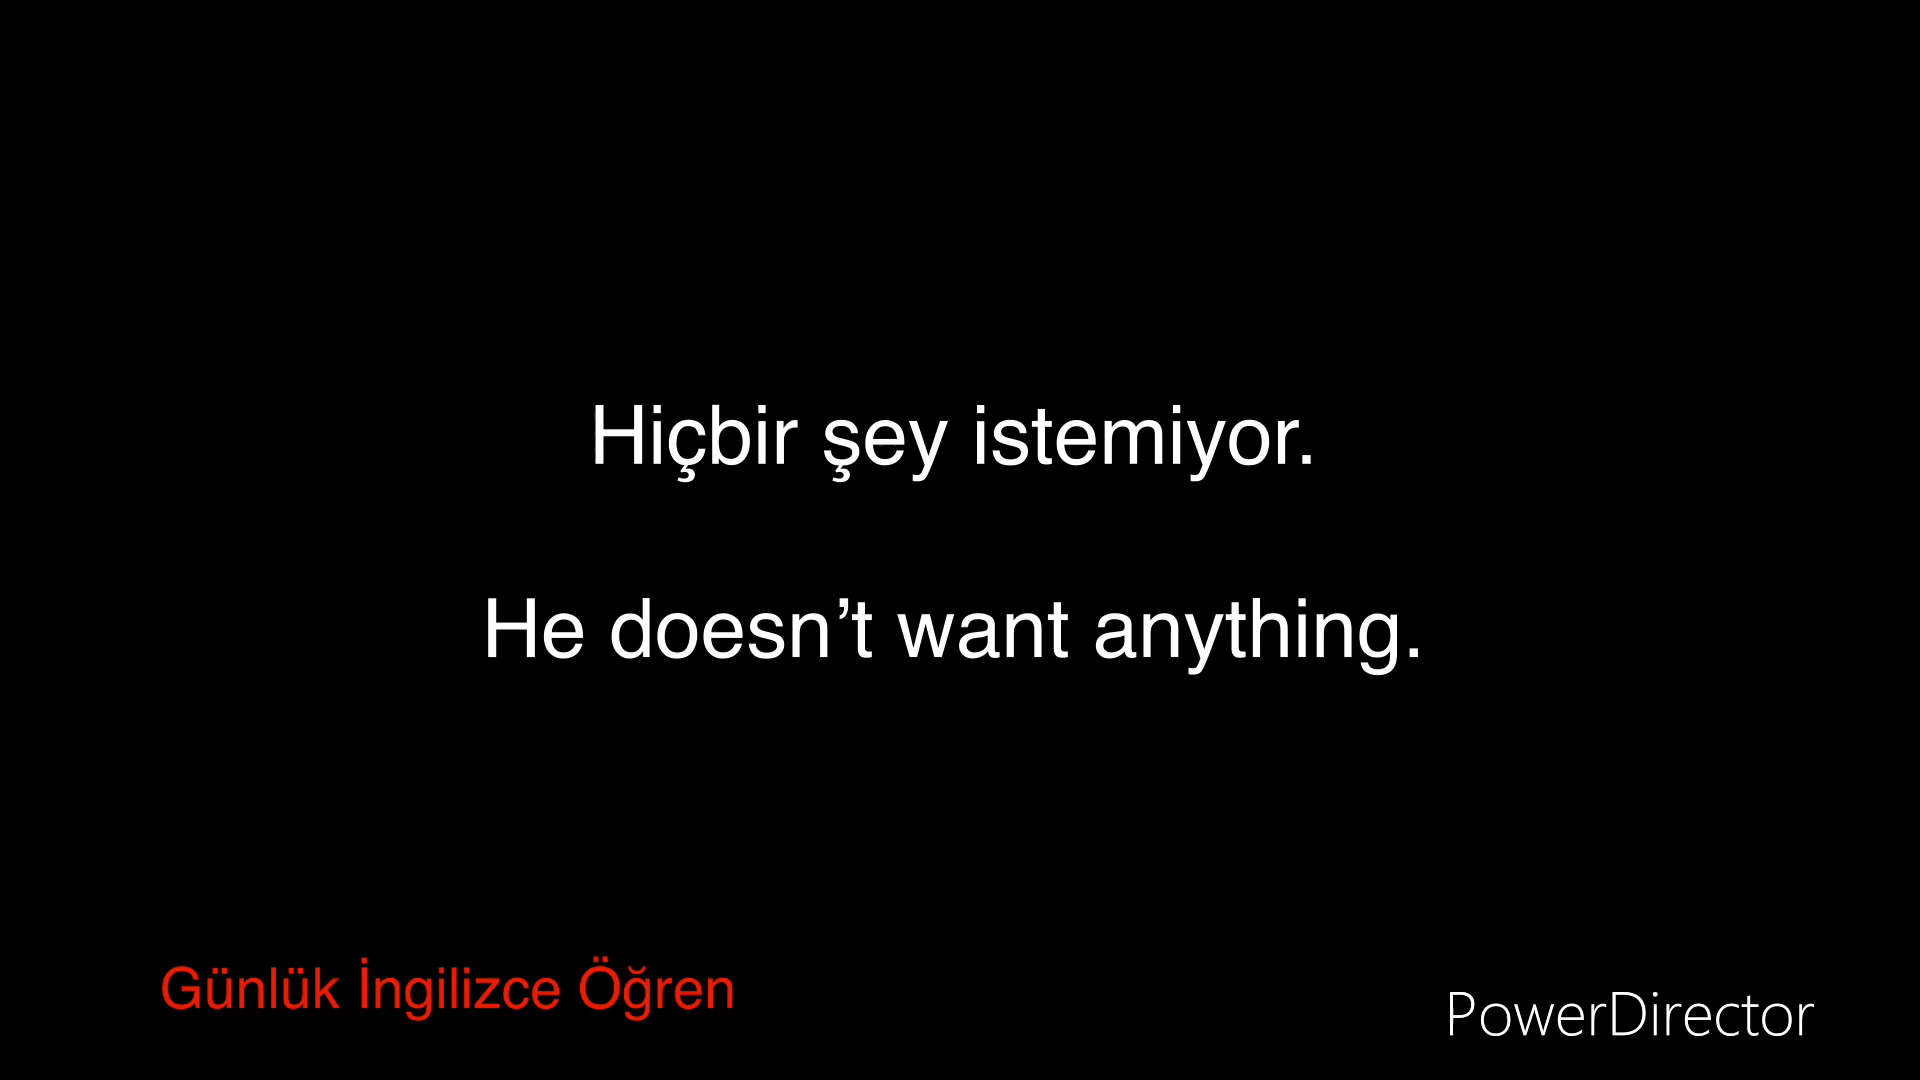 Hiçbir şey istemiyor.
He doesn’t want anything.
Günlük İngilizce Öğren
PowerDirector